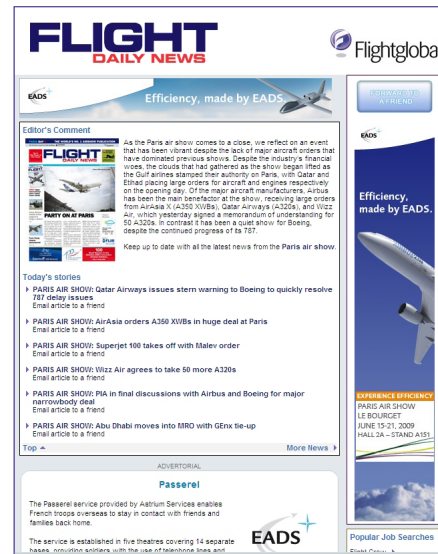 FLIGHT
DAILY NEWS
Flightgloba
EADS
Efficiency, made by EADS
FORWARD TO
A FRIEND
Editor's Comment
FLIGHT
PARTY ON AT PARIS
As the Paris air show comes to a close, we reflect on an event
that has been vibrant despite the lack of major aircraft orders that
have dominated previous shows. Despite the industry's financial
woes, the clouds that had gathered as the show began lifted as
the Gulf airlines stamped their authority on Paris, with Qatar and
Etihad placing large orders for aircraft and engines respectively
on the opening day. Of the major aircraft manufacturers, Airbus
has been the main benefactor at the show, receiving large orders
from AirAsia X (A350 XWBs), Qatar Airways (A320s), and Wizz
Air, which yesterday signed a memorandum of understanding for
50 A320s. In contrast it has been a quiet show for Boeing,
despite the continued progress of its 787.
Keep up to date with all the latest news from the Paris air show.
Today's stories
PARIS AIR SHOW: Qatar Airways issues stern warning to Boeing to quickly resolve
787 delay issues
Email article to a friend
PARIS AIR SHOW: AirAsia orders A350 XWBs in huge deal at Paris
Email article to a friend
PARIS AIR SHOW: Superjet 100 takes off with Malev order
Email article to a friend
PARIS AIR SHOW: Wizz Air agrees to take 50 more A320s
Email article to a friend
PARIS AIR SHOW: PIA in final discussions with Airbus and Boeing for major
narrowbody deal
Email article to a friend
PARIS AIR SHOW: Abu Dhabi moves into MRO with GEnx tie-up
Email article to a friend
Top
More News
ADVERTORIAL
Passerel
The Passerel service provided by Astrium Services enables
French troops overseas to stay in contact with friends and
families back home.
The service is established in five theatres covering 14 separate
bases, providing soldiers with the use of telephone lines and
EADS
EADS
Efficiency,
made by EADS.
EXPERIENCE EFFICIENCY
PARIS AIR SHOW
LE BOURGET
JUNE 15-21, 2009
HALL 2A – STAND A151
Popular Job Searches
Flight Crew